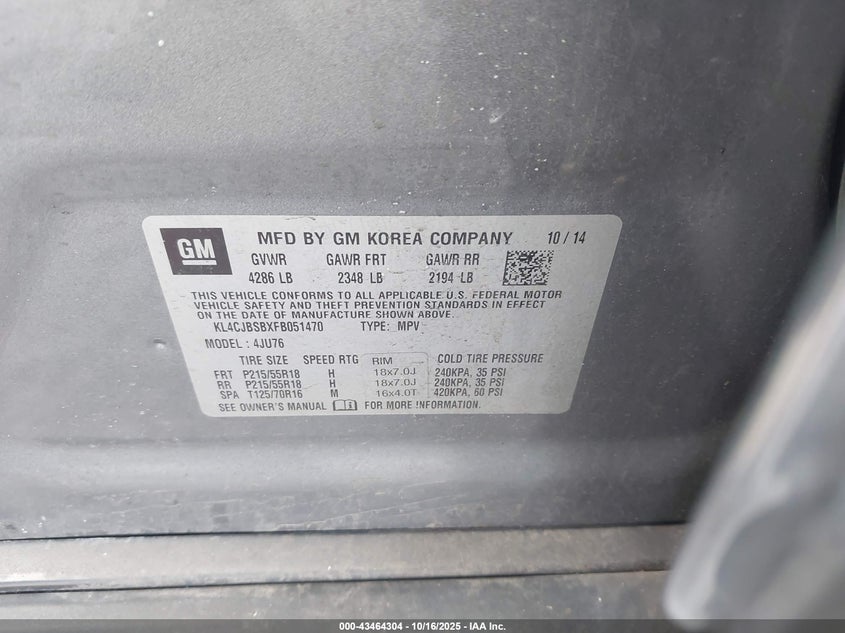 GM
MFD BY GM KOREA COMPANY 10 / 14
GVWR GAWR FRT GAWR RR
4286 LB 2348 LB 2194 LB
THIS VEHICLE CONFORMS TO ALL APPLICABLE U.S. FEDERAL MOTOR
VEHICLE SAFETY AND THEFT PREVENTION STANDARDS IN EFFECT
ON THE DATE OF MANUFACTURE SHOWN ABOVE.
KL4CJBSBXFB051470 TYPE: MPV
MODEL : 4JU76
TIRE SIZE SPEED RTG RIM COLD TIRE PRESSURE
FRT P215/55R18 H 18x7.0J 240KPA, 35 PSI
RR P215/55R18 H 18x7.0J 240KPA, 35 PSI
SPA T125/70R16 M 16x4.0T 420KPA, 60 PSI
SEE OWNER'S MANUAL FOR MORE INFORMATION.
000-43464304 | 10/16/2025 - IAA Inc.